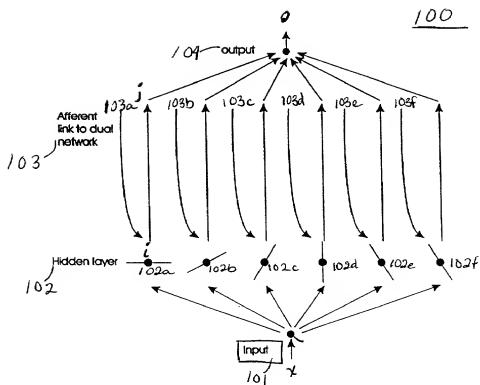 100
o
104 output
j
103a 103b 103c 103d 103e 103f
Afferent
link to dual
network
103
i
Hidden layer 102a 102b 102c 102d 102e 102f
102
Input
101 x